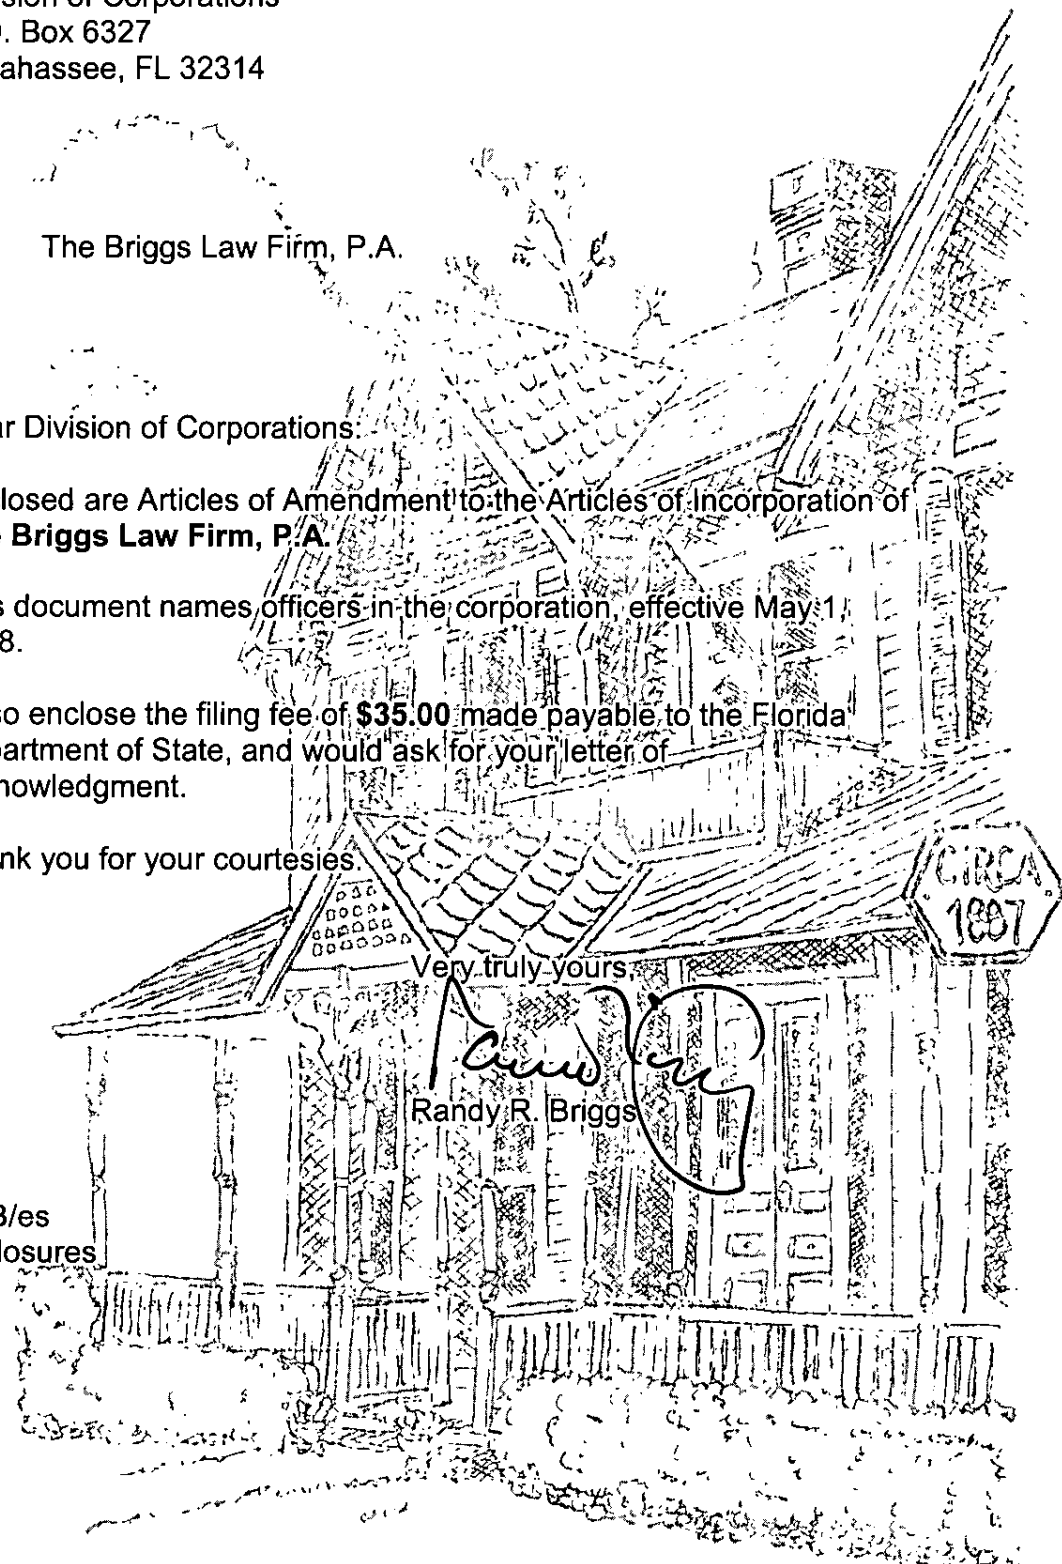 sion of Corporations
. Box 6327
ahassee, FL 32314
The Briggs Law Firm, P.A.
ar Division of Corporations:
losed are Articles of Amendment to the Articles of Incorporation of
Briggs Law Firm, P.A.
s document names officers in the corporation, effective May 1,
8.
so enclose the filing fee of $35.00 made payable to the Florida
artment of State, and would ask for your letter of
nowledgment.
nk you for your courtesies.
CIRCA
1887
Very truly yours,
Randy R. Briggs
/es
losures